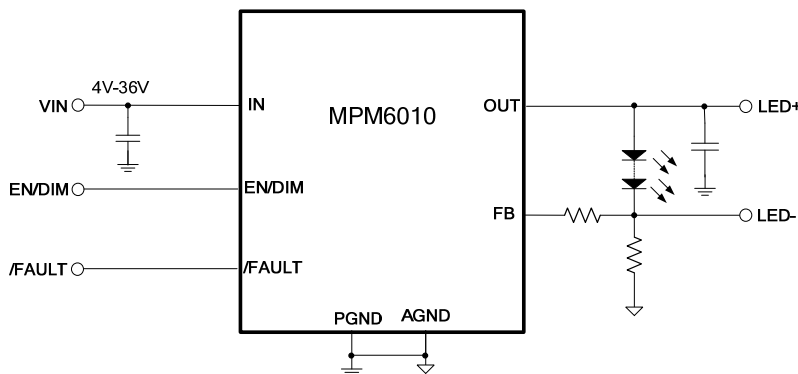 4V-36V
VIN
IN
MPM6010
OUT
LED+
EN/DIM
EN/DIM
FB
LED-
/FAULT
/FAULT
PGND
AGND